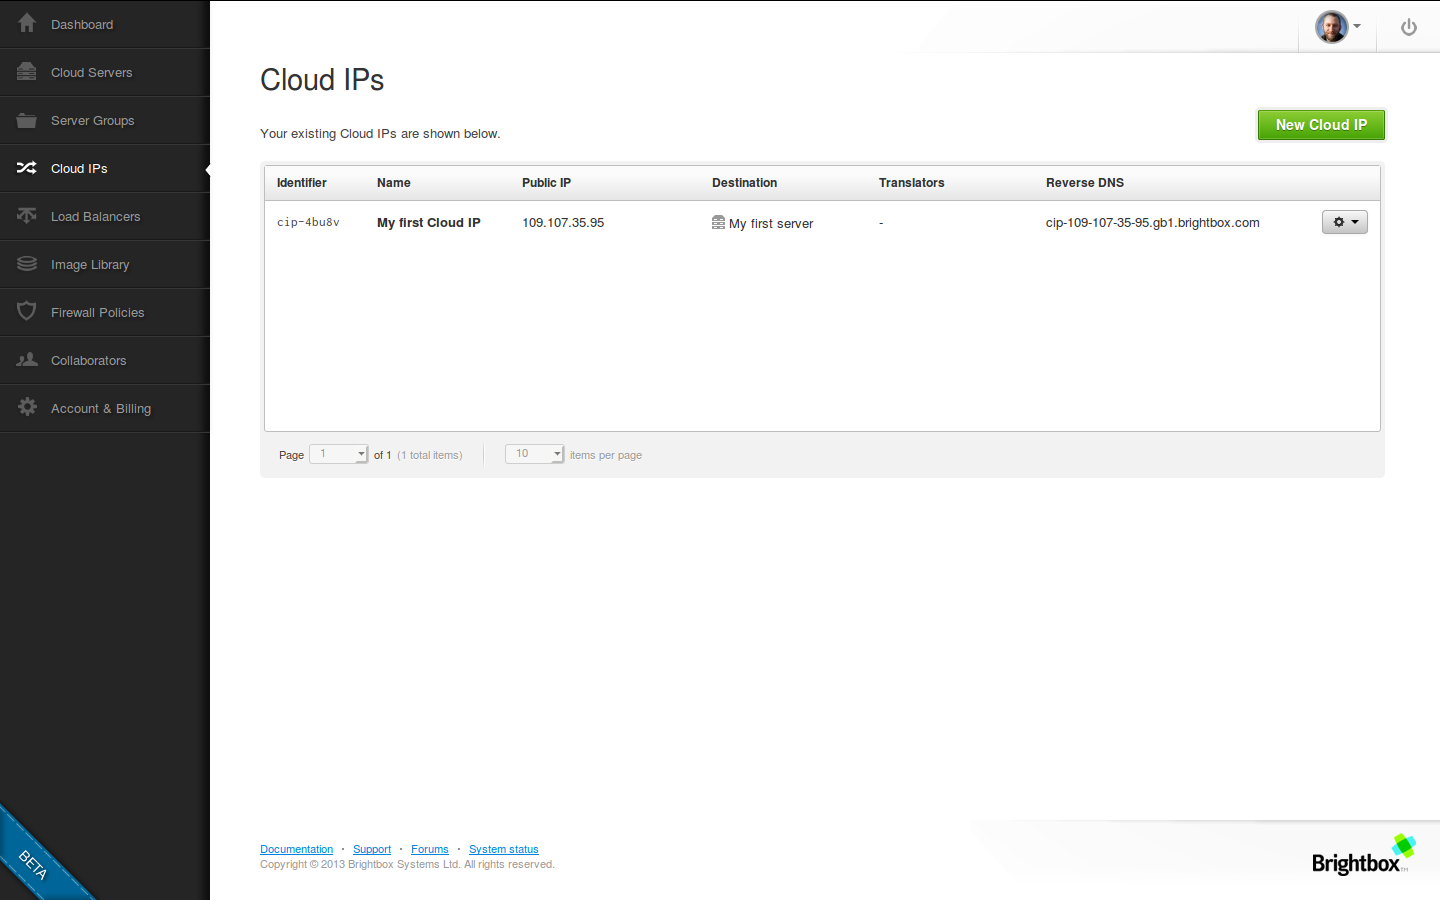 Dashboard
Cloud Servers
Server Groups
Cloud IPs
Load Balancers
Image Library
Firewall Policies
Collaborators
Account & Billing
BETA
Cloud IPs
Your existing Cloud IPs are shown below.
New Cloud IP
Identifier Name Public IP Destination Translators Reverse DNS
cip-4bu8v My first Cloud IP 109.107.35.95 My first server - cip-109-107-35-95.gb1.brightbox.com
Page 1 of 1 (1 total items) 10 items per page
Documentation · Support · Forums · System status
Copyright © 2013 Brightbox Systems Ltd. All rights reserved.
Brightbox™